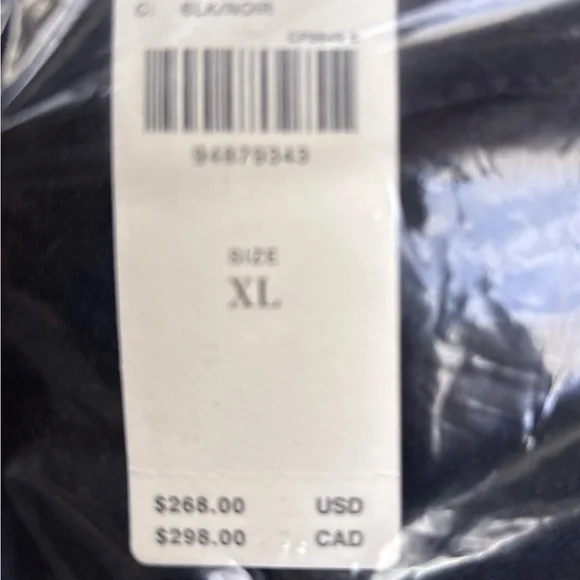 C: BLK/NOIR
94879343
SIZE
XL
$268.00 USD
$298.00 CAD